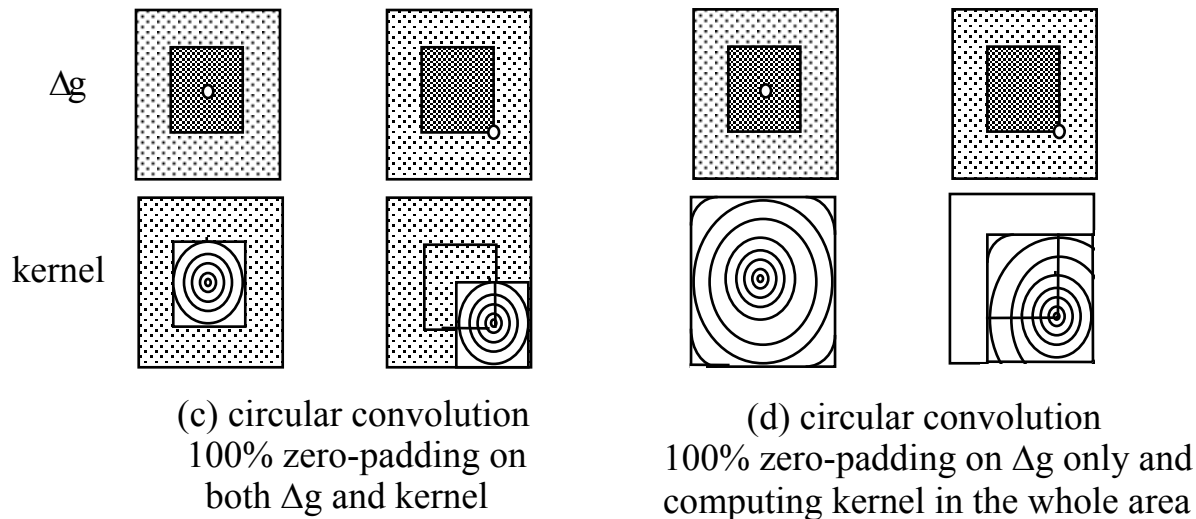 Δg
kernel
(c) circular convolution
100% zero-padding on
both Δg and kernel
(d) circular convolution
100% zero-padding on Δg only and
computing kernel in the whole area